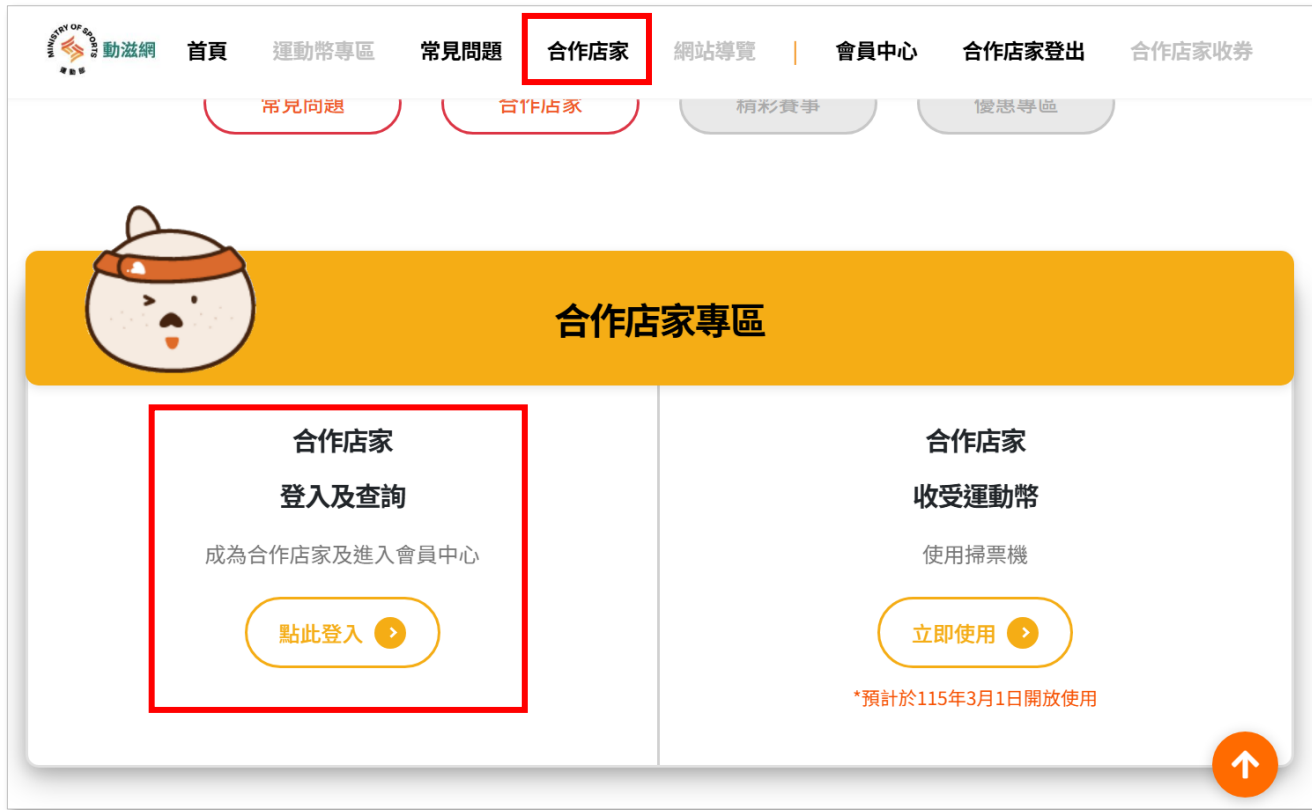 MINISTRY OF SPORTS
運動部
動滋網
首頁
運動幣專區
常見問題
合作店家
網站導覽
|
會員中心
合作店家登出
合作店家收券
常見問題
合作店家
精彩賽事
優惠專區
合作店家專區
合作店家
登入及查詢
成為合作店家及進入會員中心
點此登入
合作店家
收受運動幣
使用掃票機
立即使用
*預計於115年3月1日開放使用